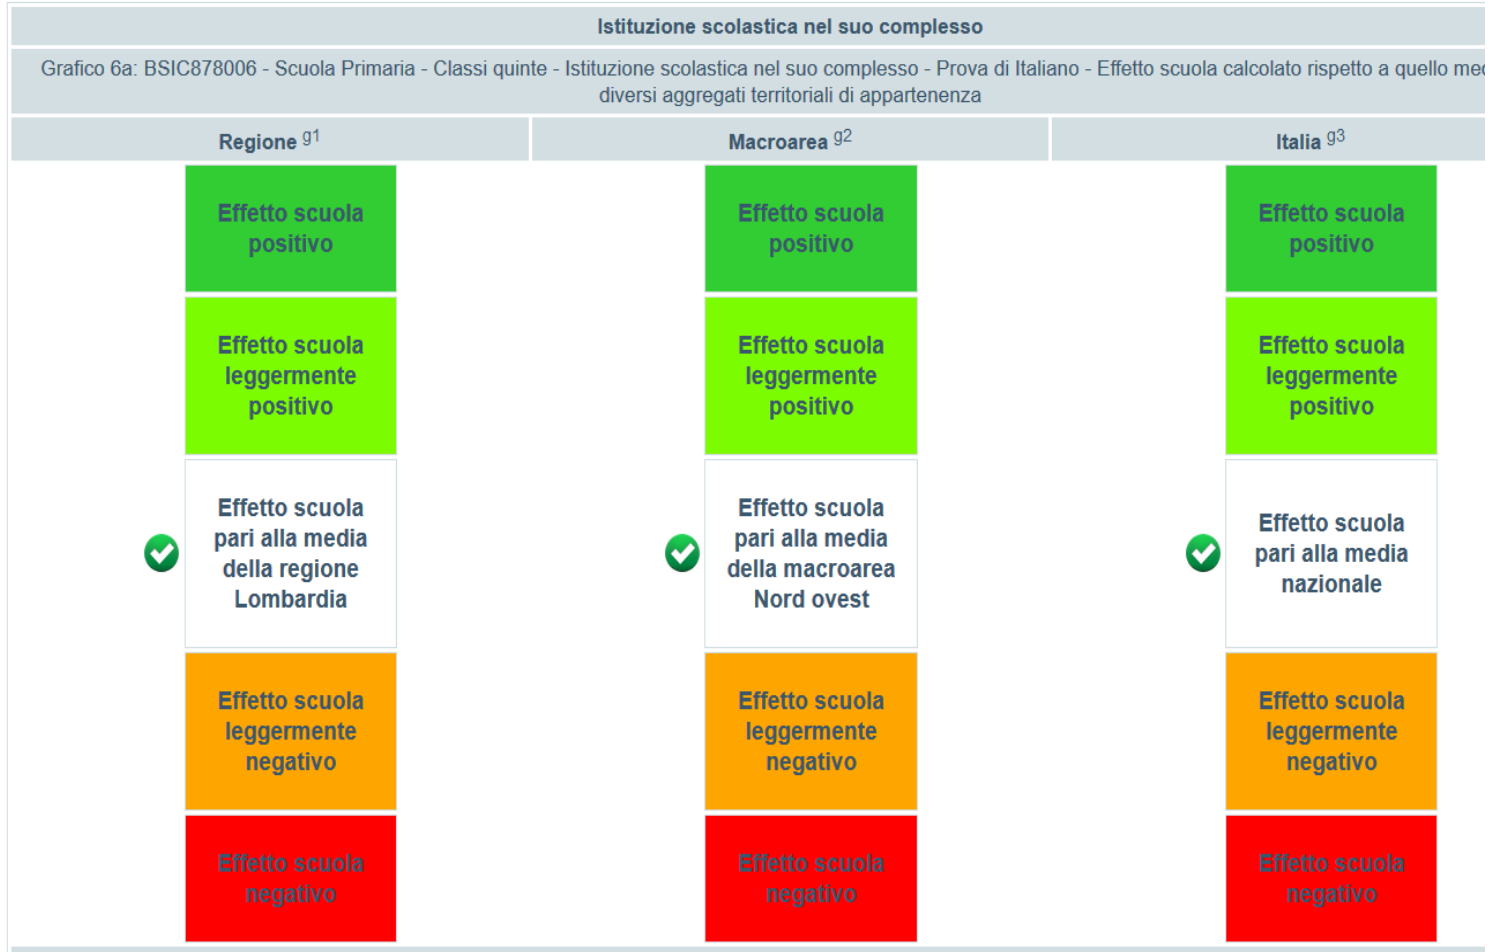 Istituzione scolastica nel suo complesso
Grafico 6a: BSIC878006 - Scuola Primaria - Classi quinte - Istituzione scolastica nel suo complesso - Prova di Italiano - Effetto scuola calcolato rispetto a quello
diversi aggregati territoriali di appartenenza
Regione g1
Macroarea g2
Italia g3
Effetto scuola
positivo
Effetto scuola
positivo
Effetto scuola
positivo
Effetto scuola
leggermente
positivo
Effetto scuola
leggermente
positivo
Effetto scuola
leggermente
positivo
Effetto scuola
pari alla media
della regione
Lombardia
Effetto scuola
pari alla media
della macroarea
Nord ovest
Effetto scuola
pari alla media
nazionale
Effetto scuola
leggermente
negativo
Effetto scuola
leggermente
negativo
Effetto scuola
leggermente
negativo
Effetto scuola
negativo
Effetto scuola
negativo
Effetto scuola
negativo